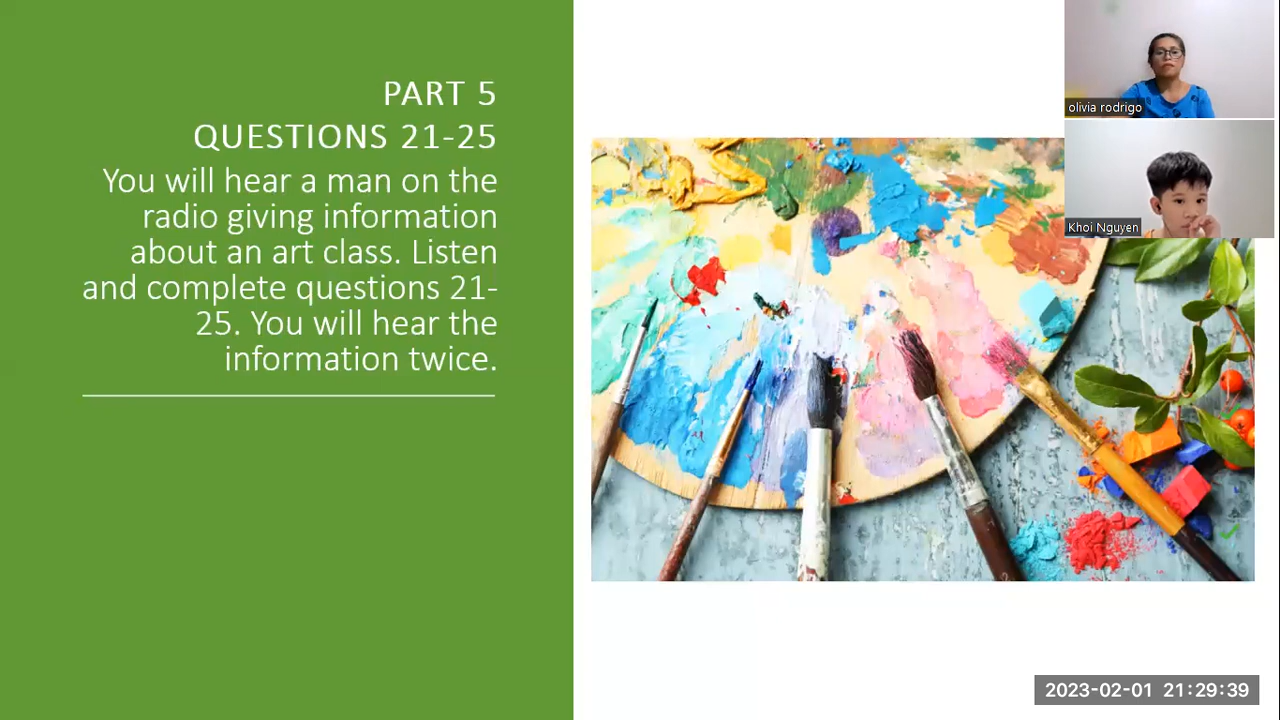 PART 5
QUESTIONS 21-25
You will hear a man on the
radio giving information
about an art class. Listen
and complete questions 21-
25. You will hear the
information twice.
olivia rodrigo
Khoi Nguyen
2023-02-01 21:29:39